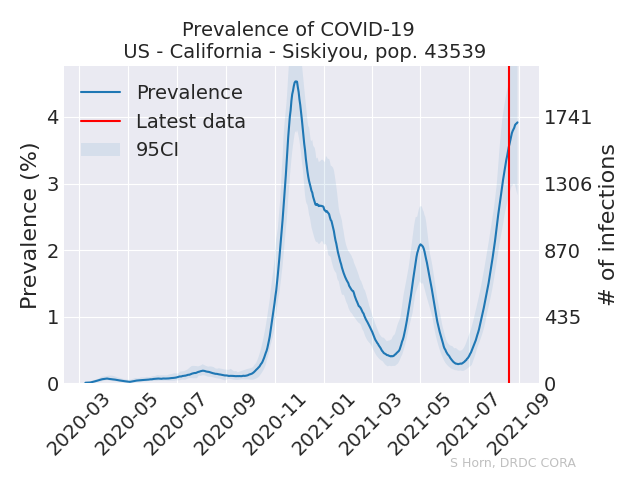 Prevalence of COVID-19
US - California - Siskiyou, pop. 43539
Prevalence
Latest data
95CI
Prevalence (%)
4
3
2
1
0
1741
1306
870
435
0
# of infections
2020-03
2020-05
2020-07
2020-09
2020-11
2021-01
2021-03
2021-05
2021-07
2021-09
S Horn, DRDC CORA